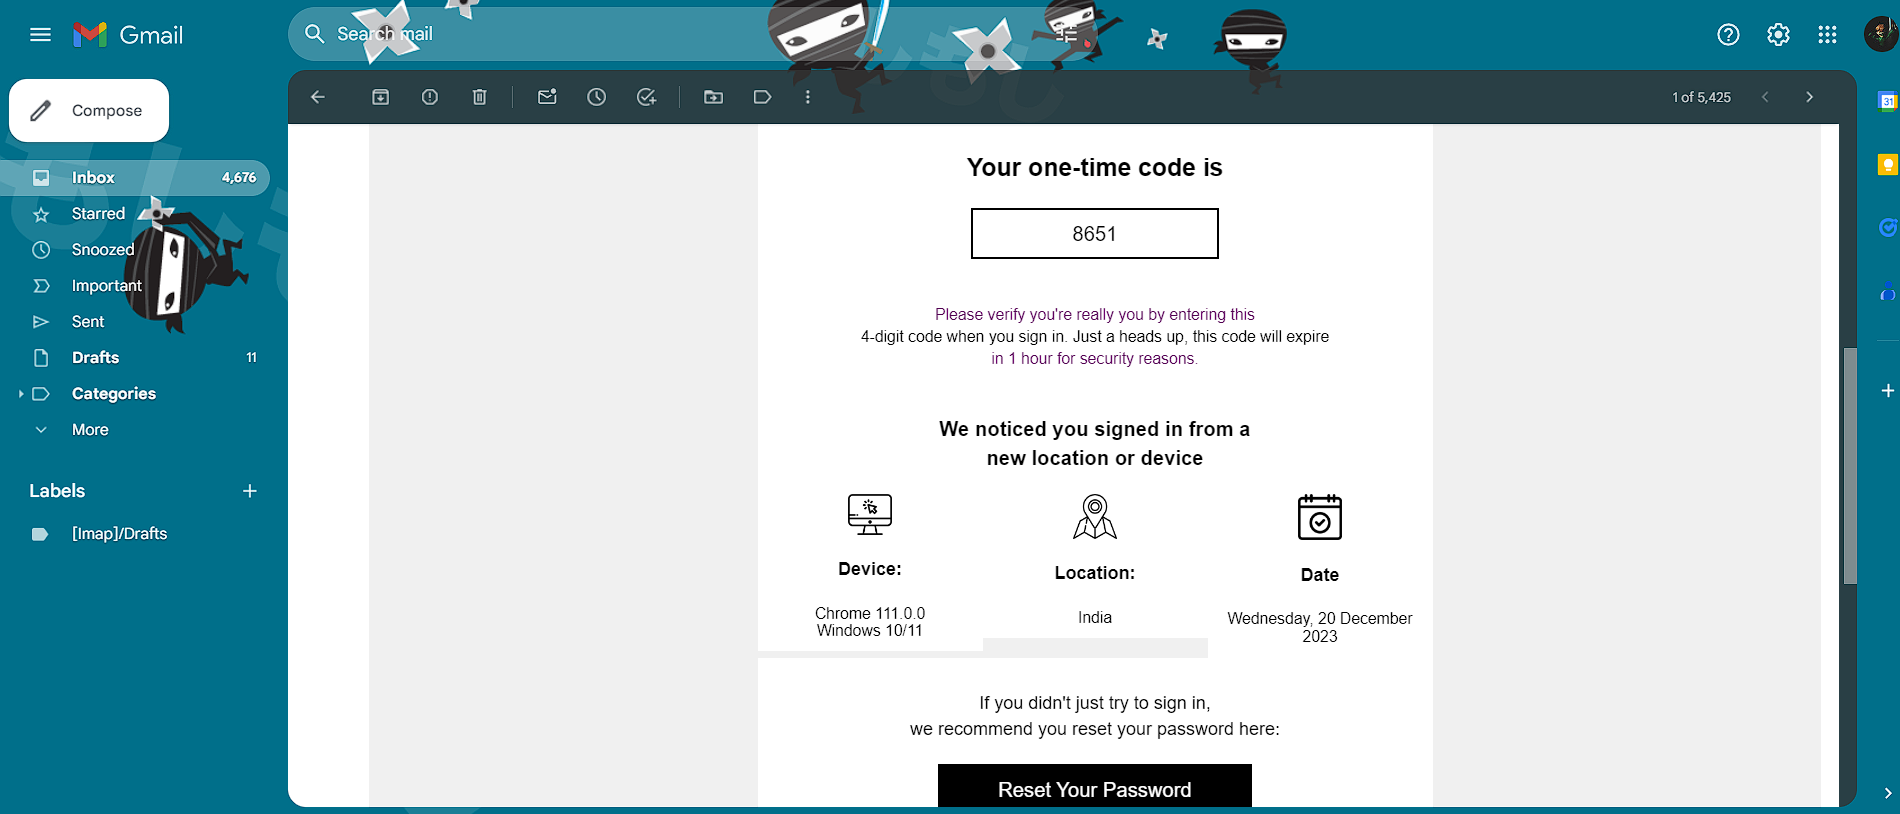 Gmail
Search mail
Compose
1 of 5,425
Inbox 4,676
Starred
Snoozed
Important
Sent
Drafts 11
Categories
More
Labels
[Imap]/Drafts
Your one-time code is
8651
Please verify you're really you by entering this
4-digit code when you sign in. Just a heads up, this code will expire
in 1 hour for security reasons.
We noticed you signed in from a
new location or device
Device:
Chrome 111.0.0
Windows 10/11
Location:
India
Date
Wednesday, 20 December
2023
If you didn't just try to sign in,
we recommend you reset your password here:
Reset Your Password
31